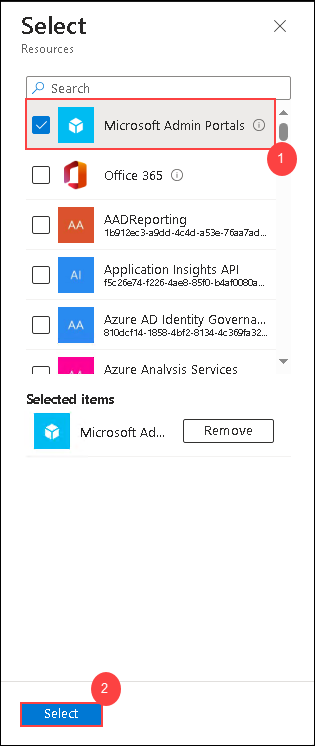 Select
Resources
Search
Microsoft Admin Portals
1
Office 365
AA
AADReporting
1b912ec3-a9dd-4c4d-a53e-76aa7ad...
AI
Application Insights API
f5c26e74-f226-4ae8-85f0-b4af0080a...
AA
Azure AD Identity Governa...
810dcf14-1858-4bf2-8134-4c369fa32...
AA
Azure Analysis Services
Selected items
Microsoft Ad...
Remove
2
Select